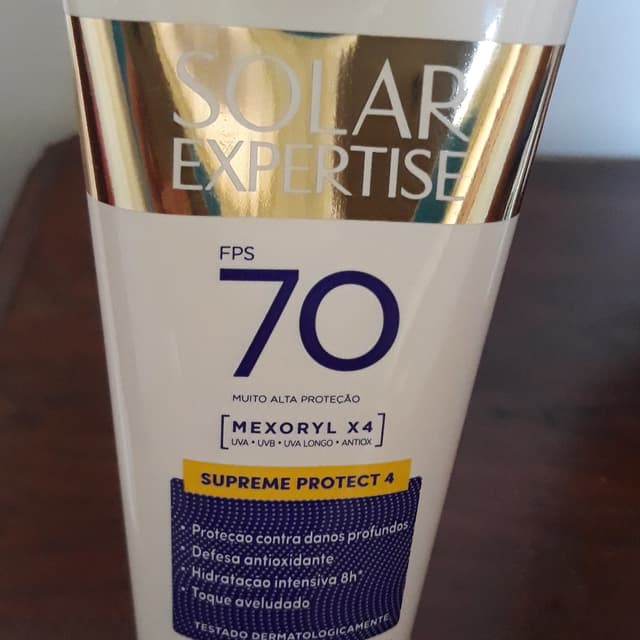 SOLAR
EXPERTISE
FPS
70
MUITO ALTA PROTEÇÃO
[MEXORYL X4
UVA • UVB • UVA LONGO • ANTIOX]
SUPREME PROTECT 4
• Proteção contra danos profundos
• Defesa antioxidante
• Hidratacao intensiva 8h*
• Toque aveludado
TESTADO DERMATOLOGICAMENTE